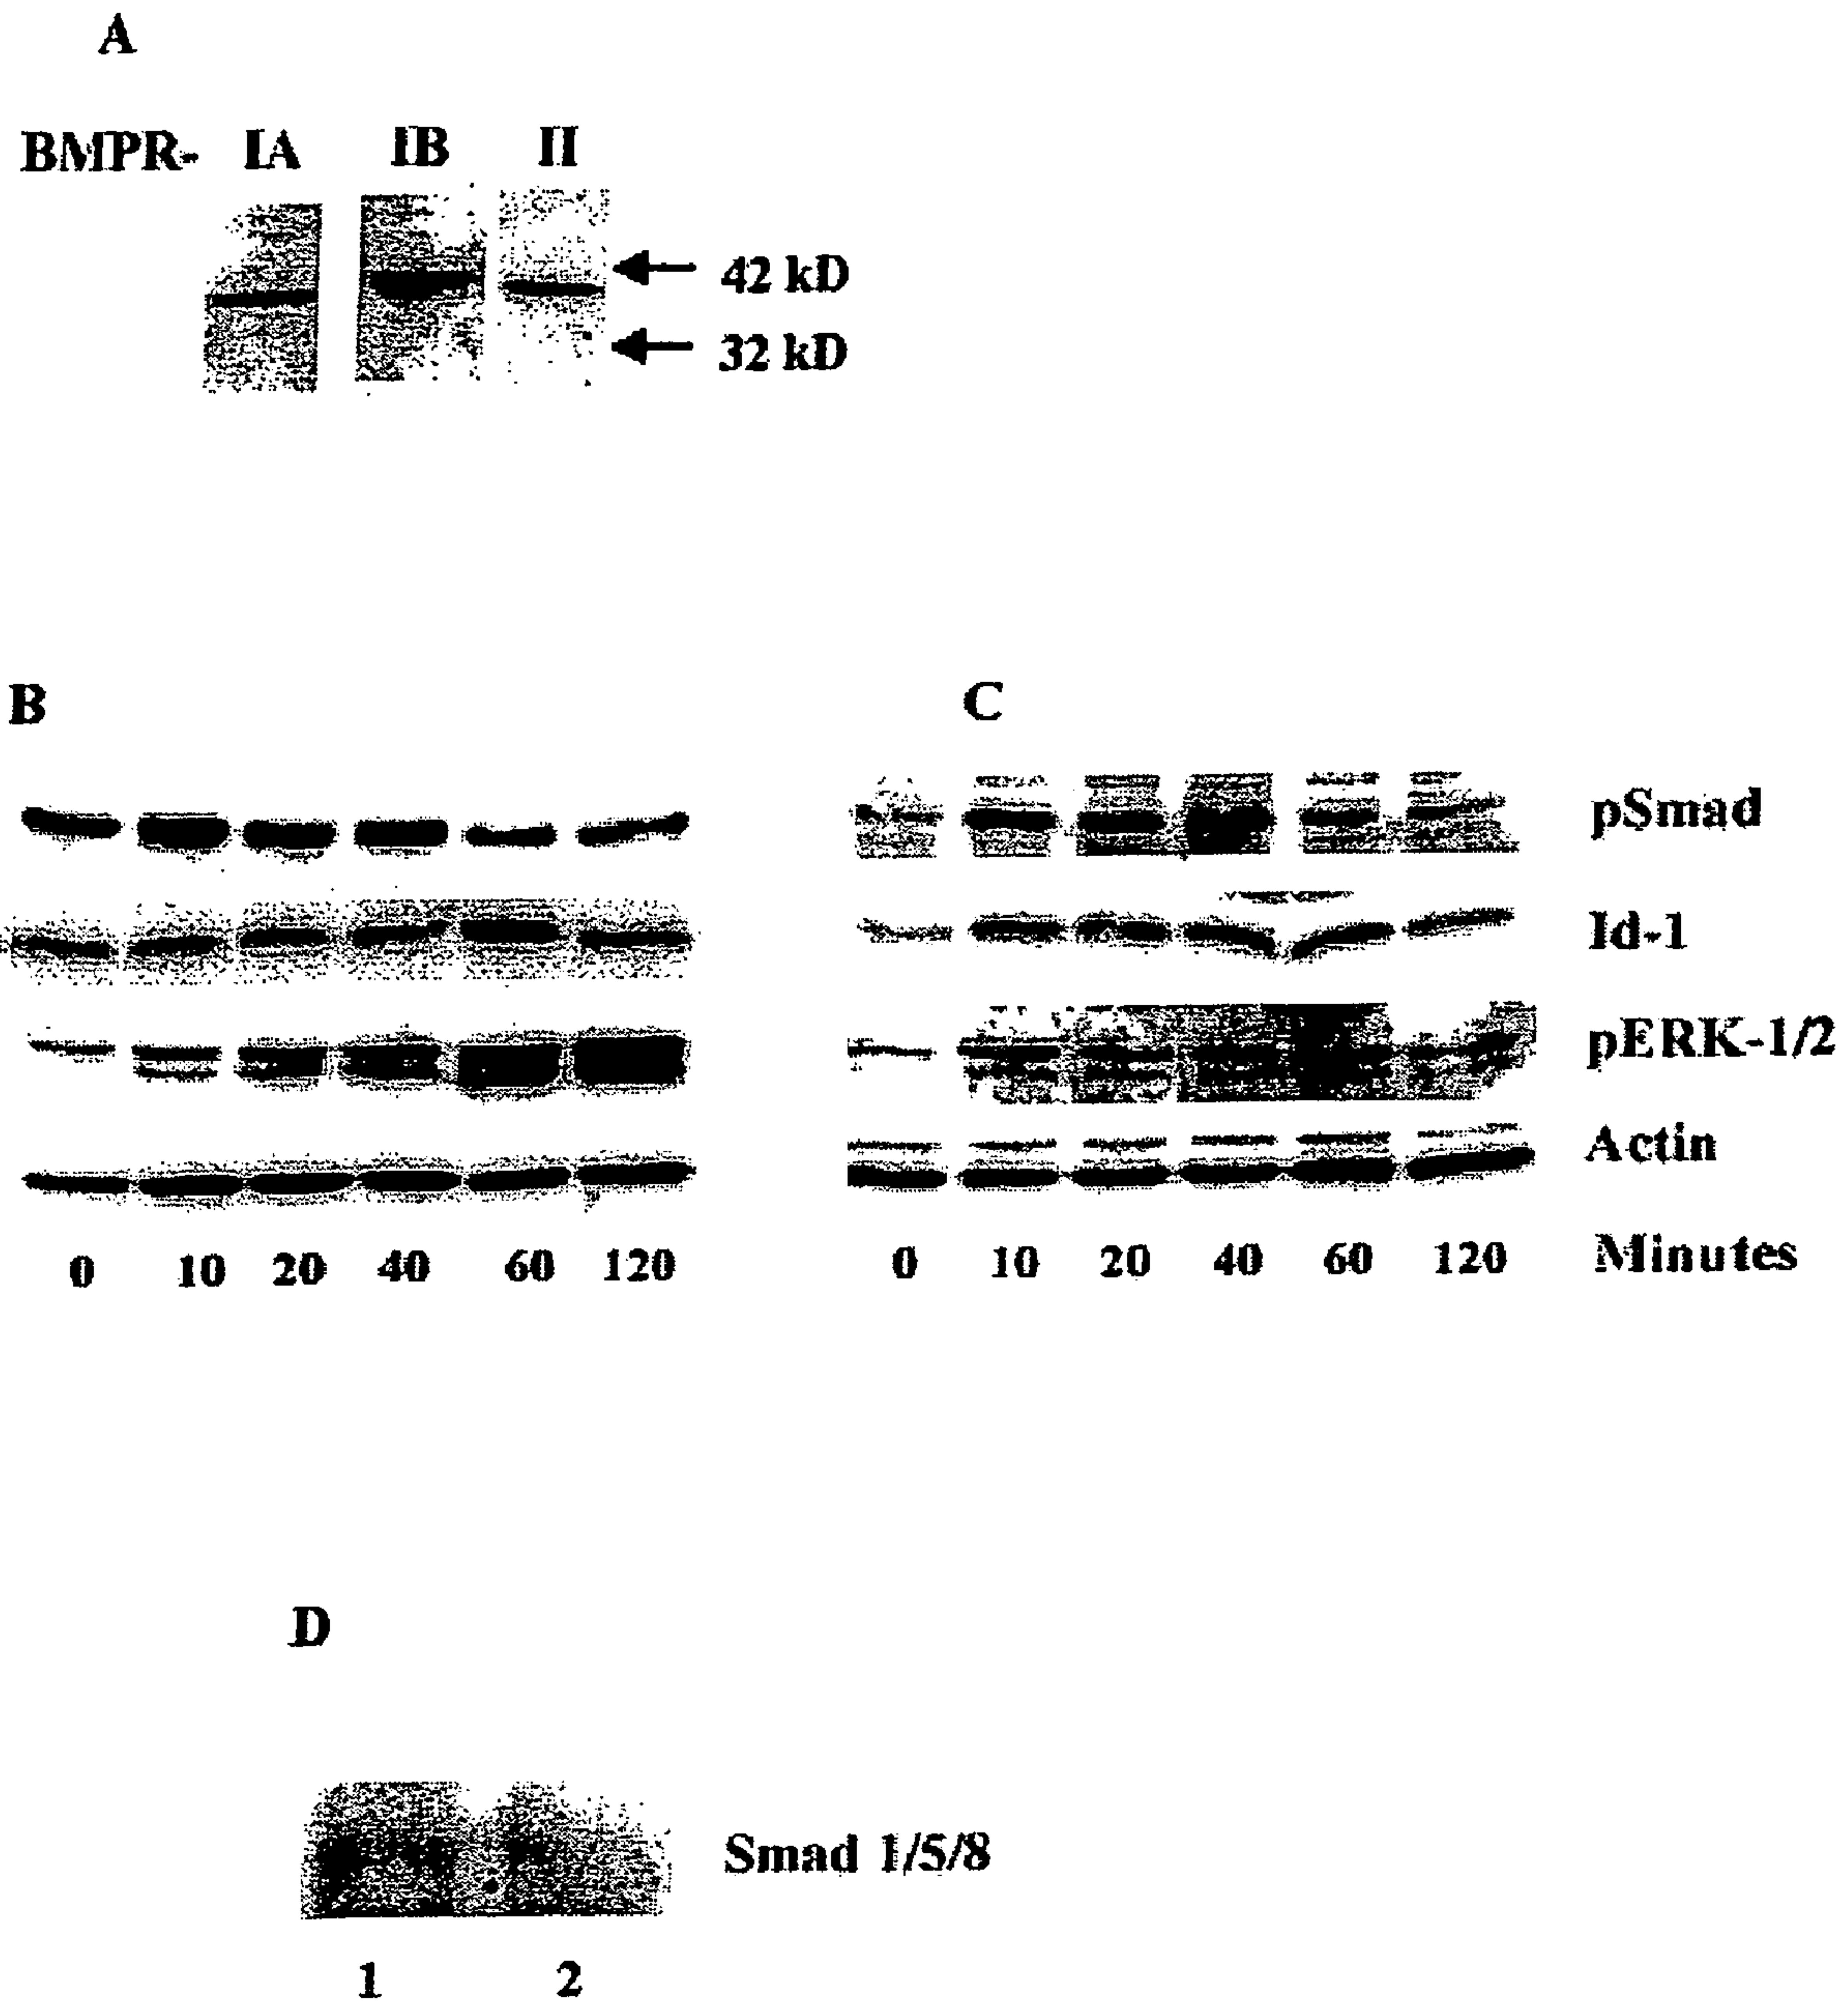 A
BMPR- IA IB II
42 kD
32 kD
B
C
pSmad
Id-1
pERK-1/2
Actin
0 10 20 40 60 120
0 10 20 40 60 120 Minutes
D
Smad 1/5/8
1 2